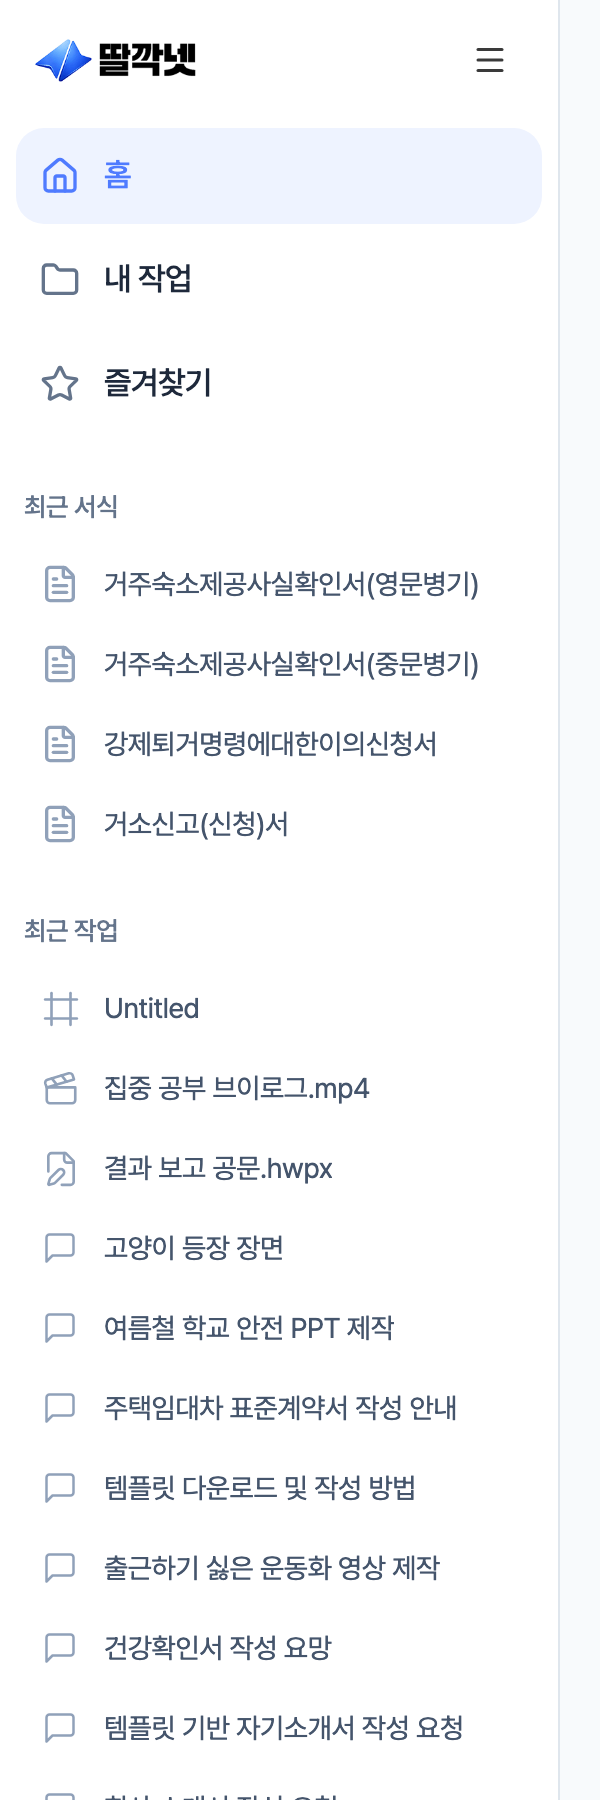 딸깍넷
홈
내 작업
즐겨찾기
최근 서식
거주숙소제공사실확인서(영문병기)
거주숙소제공사실확인서(중문병기)
강제퇴거명령에대한이의신청서
거소신고(신청)서
최근 작업
Untitled
집중 공부 브이로그.mp4
결과 보고 공문.hwpx
고양이 등장 장면
여름철 학교 안전 PPT 제작
주택임대차 표준계약서 작성 안내
템플릿 다운로드 및 작성 방법
출근하기 싫은 운동화 영상 제작
건강확인서 작성 요망
템플릿 기반 자기소개서 작성 요청